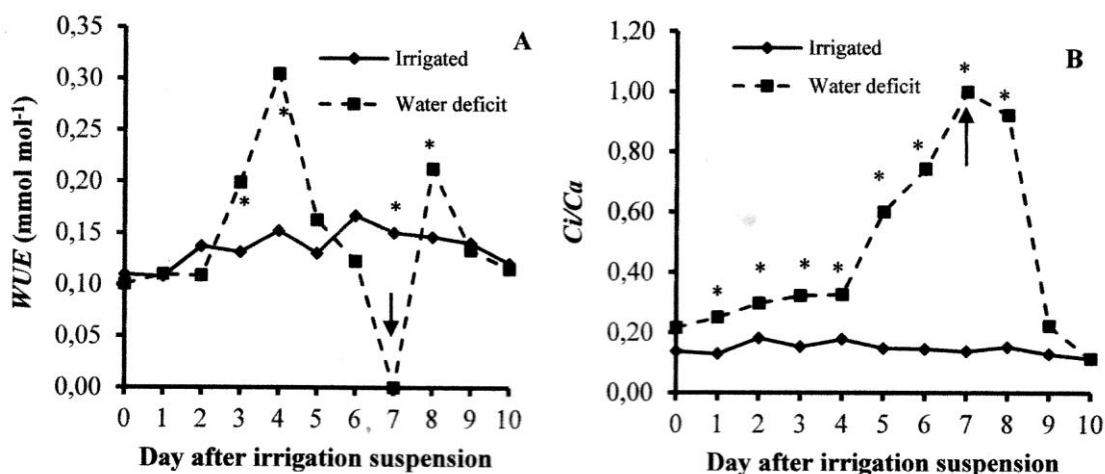 A
0,40
0,35
0,30
0,25
0,20
0,15
0,10
0,05
0,00
WUE (mmol mol⁻¹)
Irrigated
Water deficit
*
*
*
*
0 1 2 3 4 5 6 7 8 9 10
Day after irrigation suspension
B
1,20
1,00
0,80
0,60
0,40
0,20
0,00
Ci/Ca
Irrigated
Water deficit
*
*
*
*
*
*
*
*
0 1 2 3 4 5 6 7 8 9 10
Day after irrigation suspension